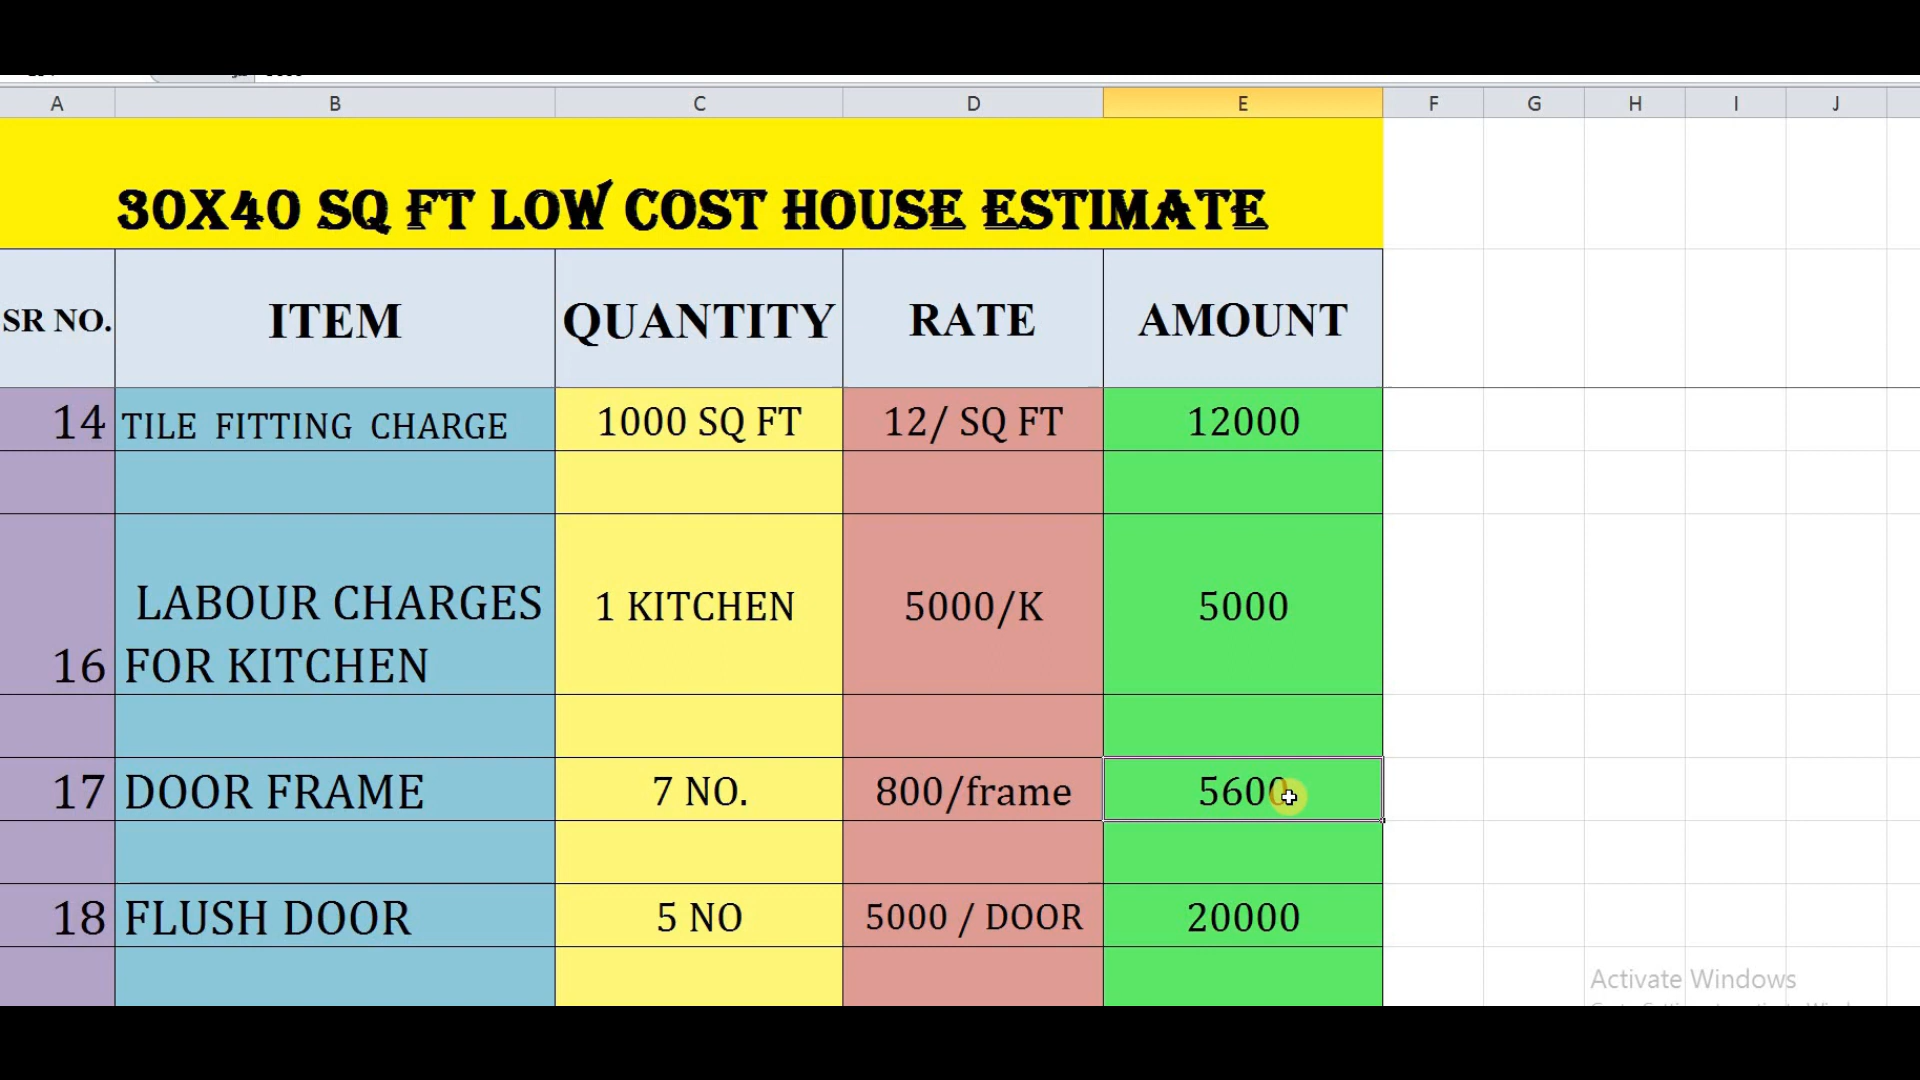 A B C D E F G H I J
30X40 SQ FT LOW COST HOUSE ESTIMATE
SR NO. ITEM QUANTITY RATE AMOUNT
14 TILE FITTING CHARGE 1000 SQ FT 12/ SQ FT 12000
LABOUR CHARGES 1 KITCHEN 5000/K 5000
16 FOR KITCHEN
17 DOOR FRAME 7 NO. 800/frame 5600
18 FLUSH DOOR 5 NO 5000 / DOOR 20000
Activate Windows